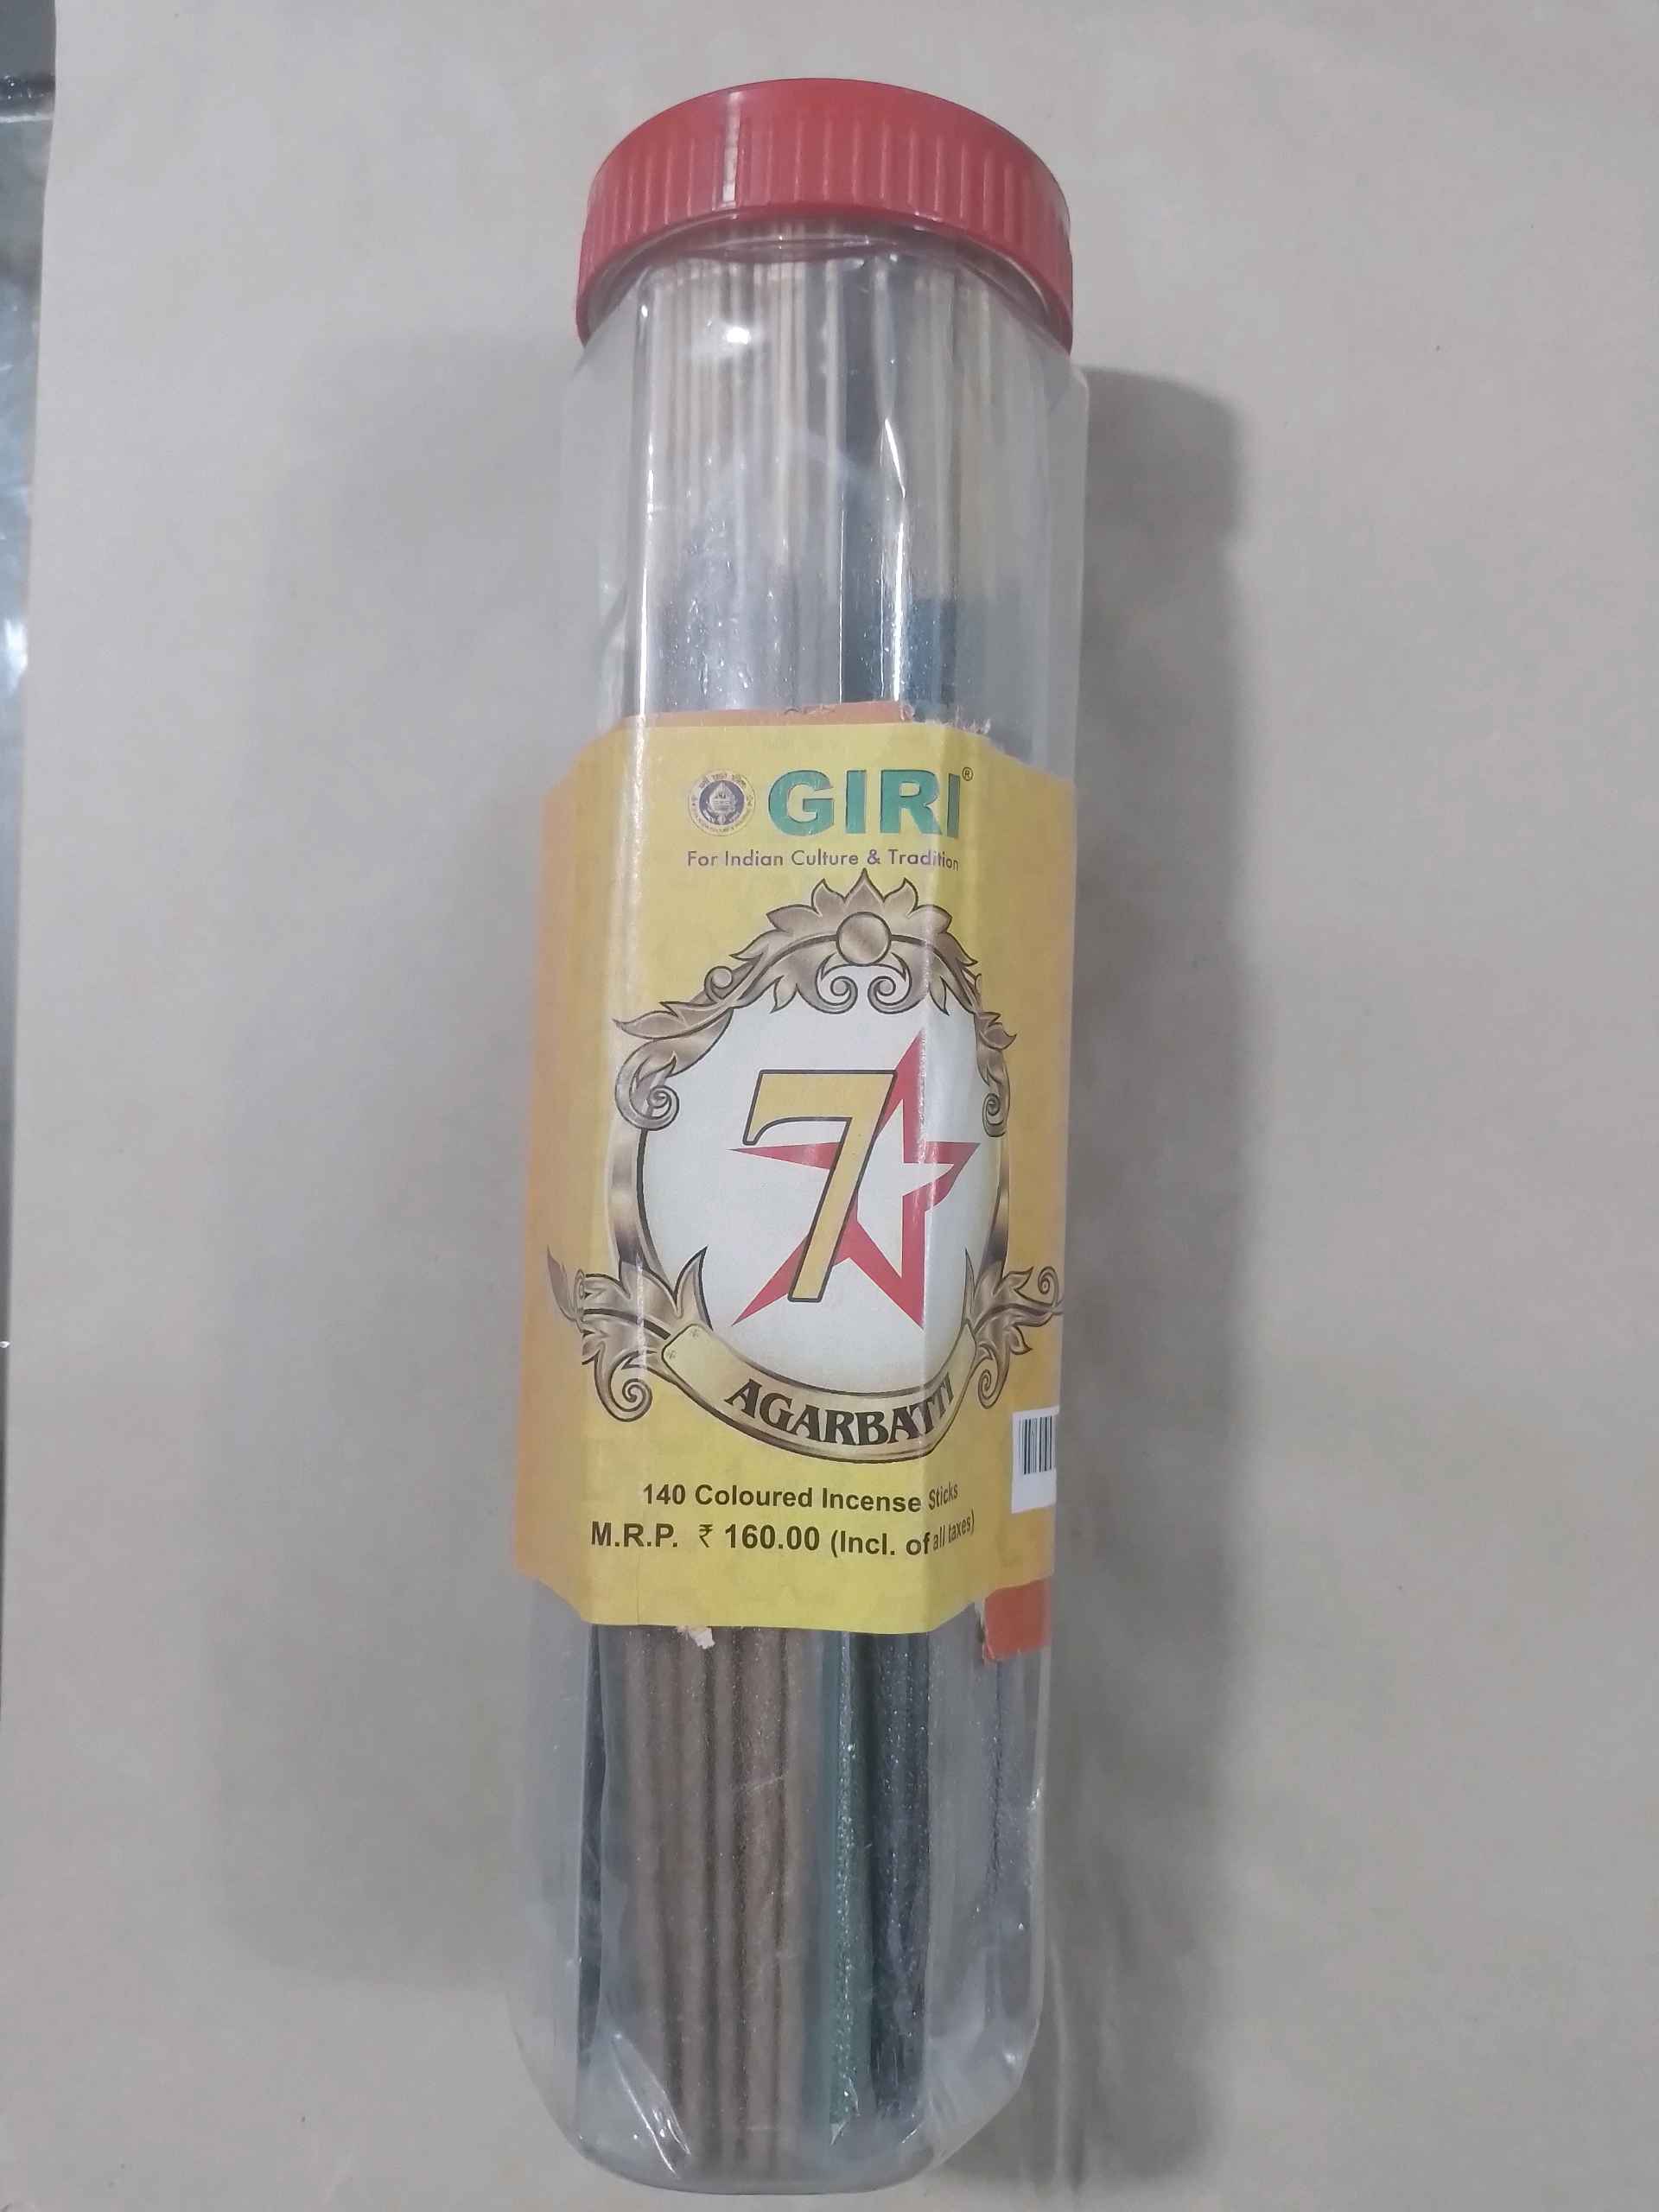 GIRI®
For Indian Culture & Tradition
7
AGARBATTI
140 Coloured Incense Sticks
M.R.P. ₹ 160.00 (Incl. of all taxes)